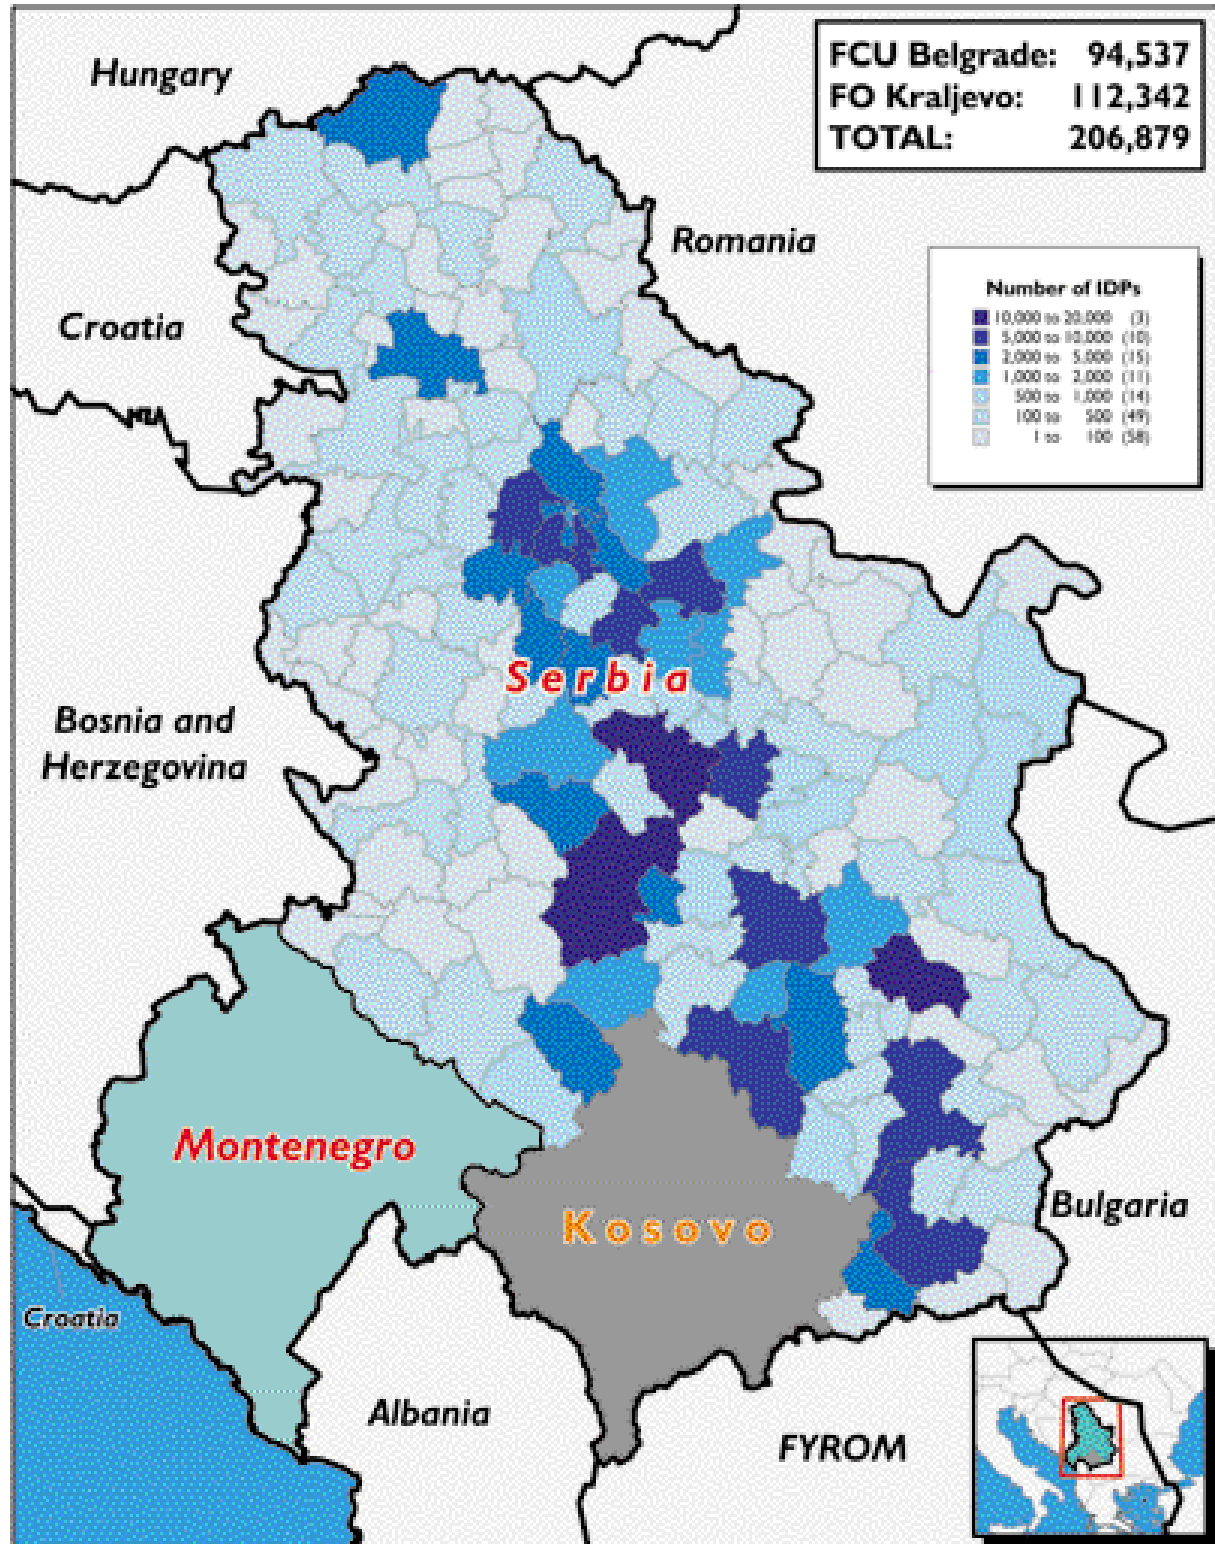 Hungary
FCU Belgrade: 94,537
FO Kraljevo: 112,342
TOTAL: 206,879
Romania
Croatia
Number of IDPs
10,000 to 20,000 (3)
5,000 to 10,000 (10)
2,000 to 5,000 (15)
1,000 to 2,000 (11)
500 to 1,000 (14)
100 to 500 (49)
1 to 100 (58)
Serbia
Bosnia and
Herzegovina
Montenegro
Kosovo
Bulgaria
Croatia
Albania
FYROM